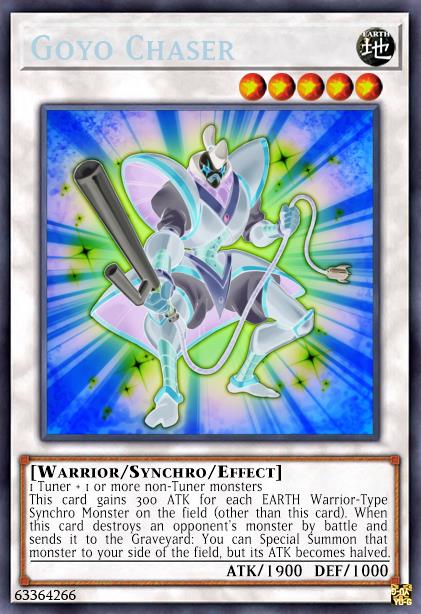 GOYO CHASER
EARTH
地
[WARRIOR/SYNCHRO/EFFECT]
1 Tuner + 1 or more non-Tuner monsters
This card gains 300 ATK for each EARTH Warrior-Type
Synchro Monster on the field (other than this card). When
this card destroys an opponent's monster by battle and
sends it to the Graveyard: You can Special Summon that
monster to your side of the field, but its ATK becomes halved.
ATK/1900 DEF/1000
63364266